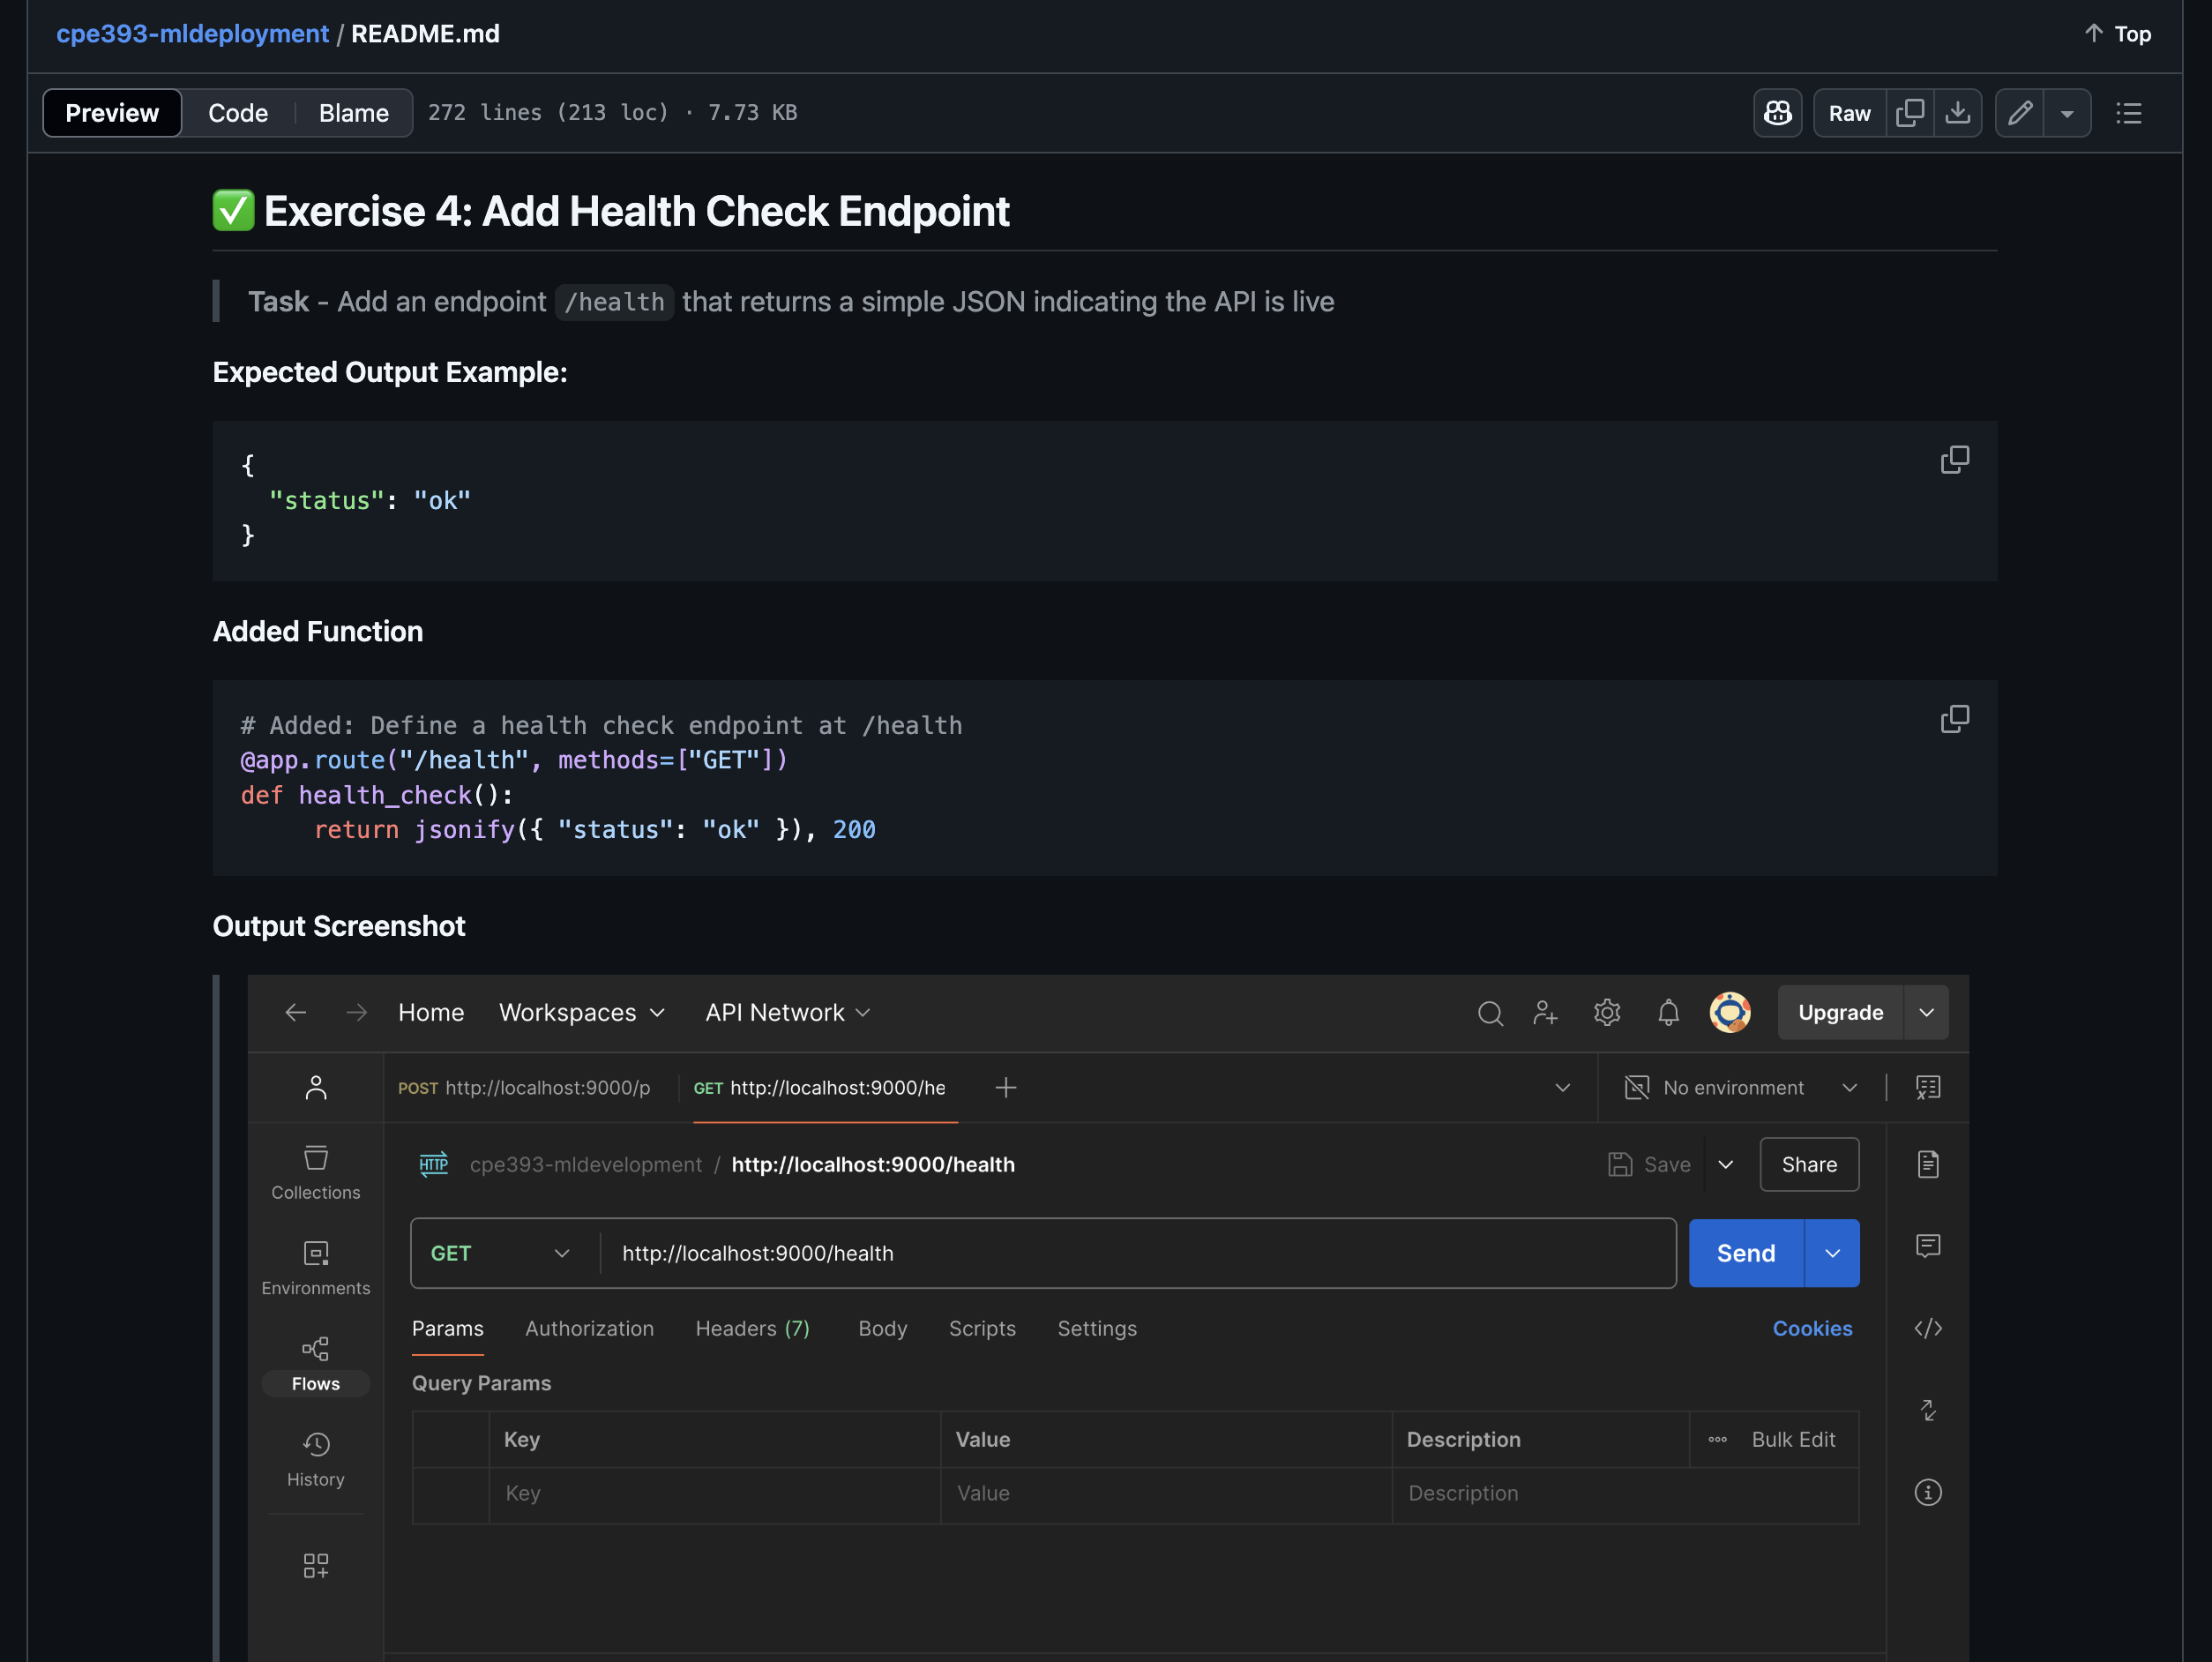 cpe393-mldeployment / README.md
Top
Preview Code Blame 272 lines (213 loc) · 7.73 KB Raw
✅ Exercise 4: Add Health Check Endpoint
Task - Add an endpoint /health that returns a simple JSON indicating the API is live
Expected Output Example:
{
  "status": "ok"
}
Added Function
# Added: Define a health check endpoint at /health
@app.route("/health", methods=["GET"])
def health_check():
     return jsonify({ "status": "ok" }), 200
Output Screenshot
Home Workspaces API Network Upgrade
POST http://localhost:9000/p GET http://localhost:9000/he No environment
HTTP cpe393-mldevelopment / http://localhost:9000/health Save Share
Collections
GET http://localhost:9000/health Send
Environments
Params Authorization Headers (7) Body Scripts Settings Cookies
Flows
Query Params
Key Value Description Bulk Edit
History
Key Value Description